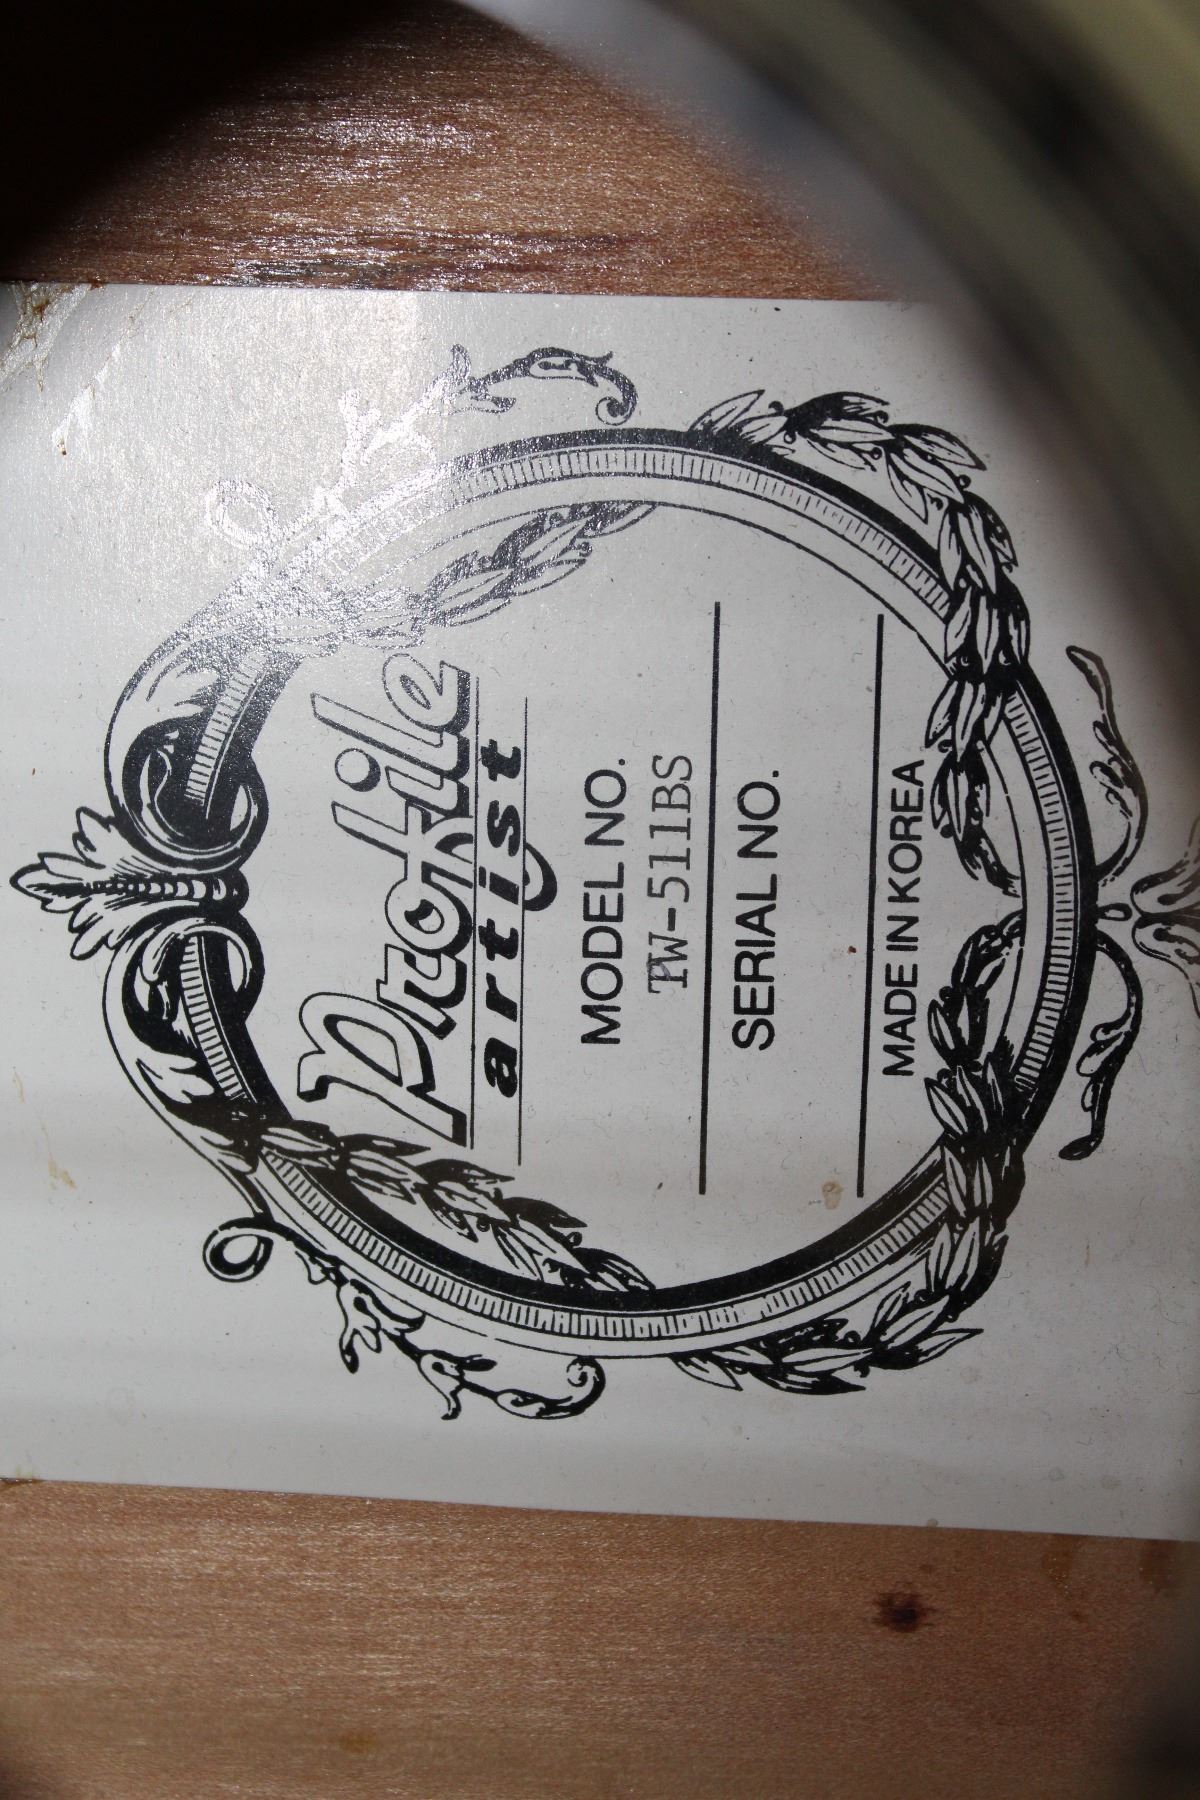 Profile
artist
MODEL NO.
PW-511BS
SERIAL NO.
MADE IN KOREA